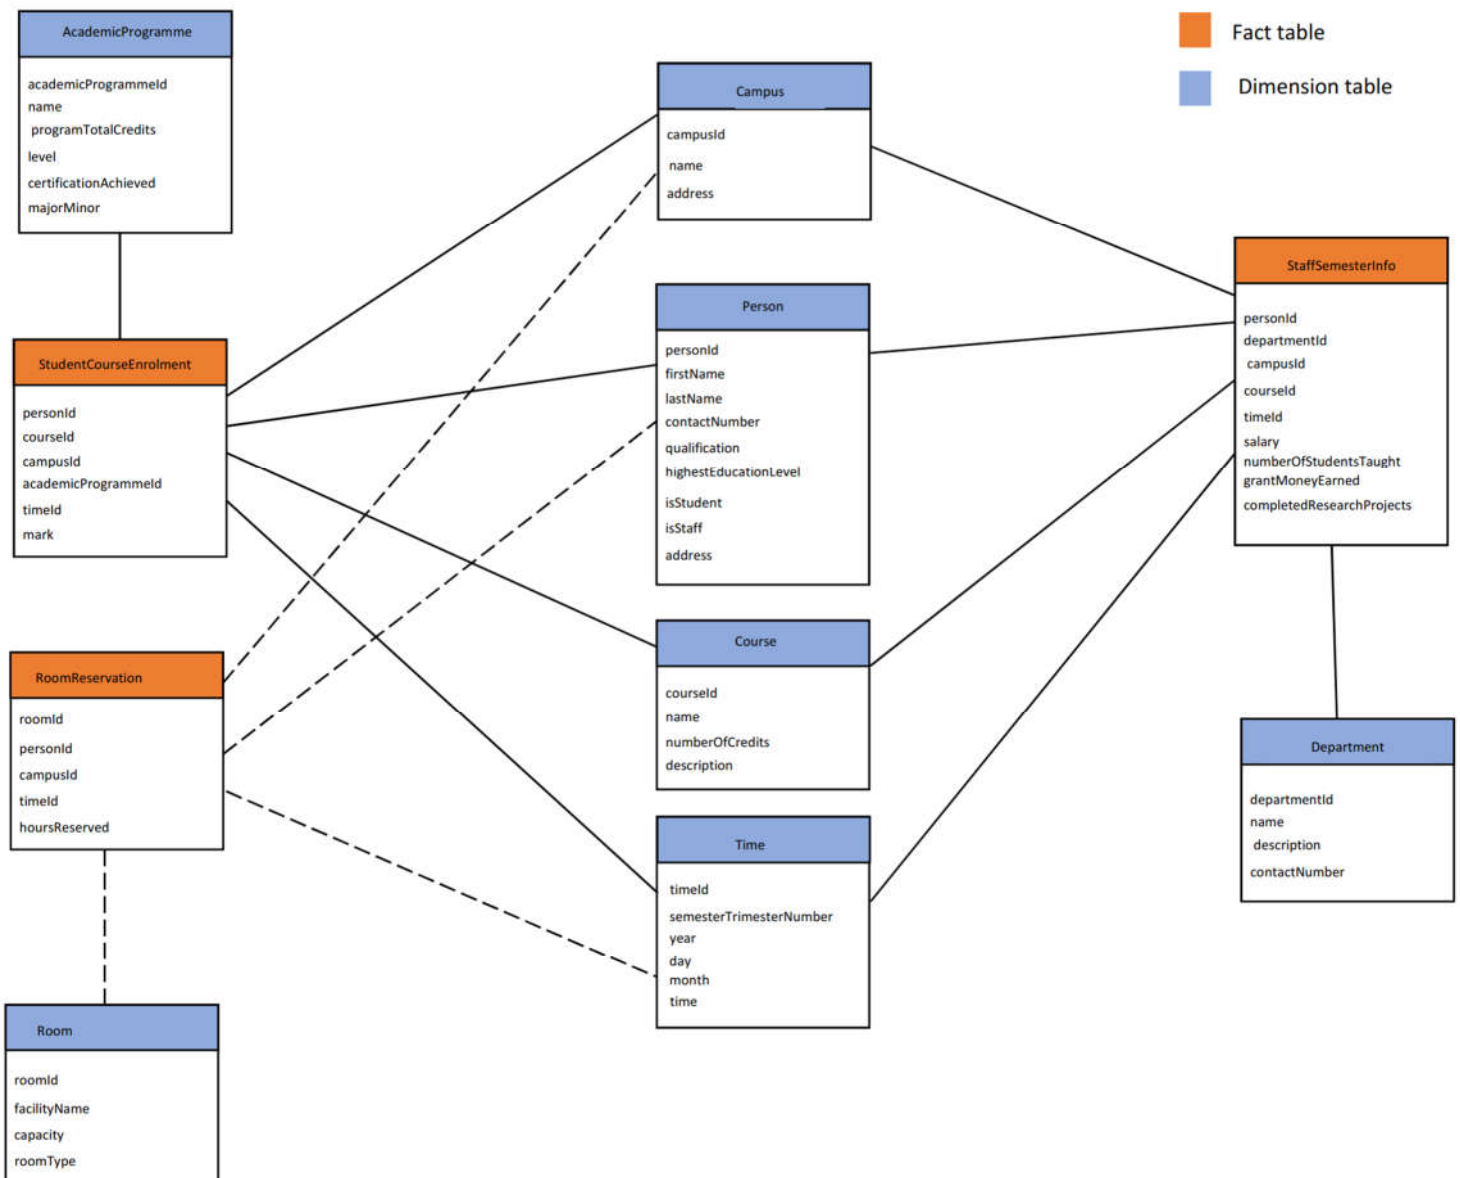 AcademicProgramme
academicProgrammeId
name
programTotalCredits
level
certificationAchieved
majorMinor
StudentCourseEnrolment
personId
courseId
campusId
academicProgrammeId
timeId
mark
RoomReservation
roomId
personId
campusId
timeId
hoursReserved
Room
roomId
facilityName
capacity
roomType
Campus
campusId
name
address
Person
personId
firstName
lastName
contactNumber
qualification
highestEducationLevel
isStudent
isStaff
address
Course
courseId
name
numberOfCredits
description
Time
timeId
semesterTrimesterNumber
year
day
month
time
Fact table
Dimension table
StaffSemesterInfo
personId
departmentId
campusId
courseId
timeId
salary
numberOfStudentsTaught
grantMoneyEarned
completedResearchProjects
Department
departmentId
name
description
contactNumber